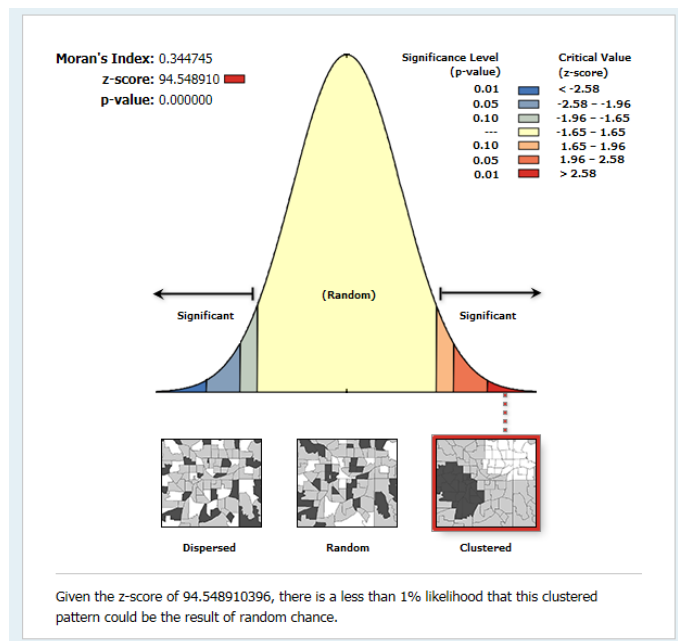 Moran's Index: 0.344745
z-score: 94.548910
p-value: 0.000000
Significance Level
(p-value)
Critical Value
(z-score)
0.01 < -2.58
0.05 -2.58 – -1.96
0.10 -1.96 – -1.65
--- -1.65 – 1.65
0.10 1.65 – 1.96
0.05 1.96 – 2.58
0.01 > 2.58
(Random)
Significant
Significant
Dispersed
Random
Clustered
Given the z-score of 94.548910396, there is a less than 1% likelihood that this clustered
pattern could be the result of random chance.